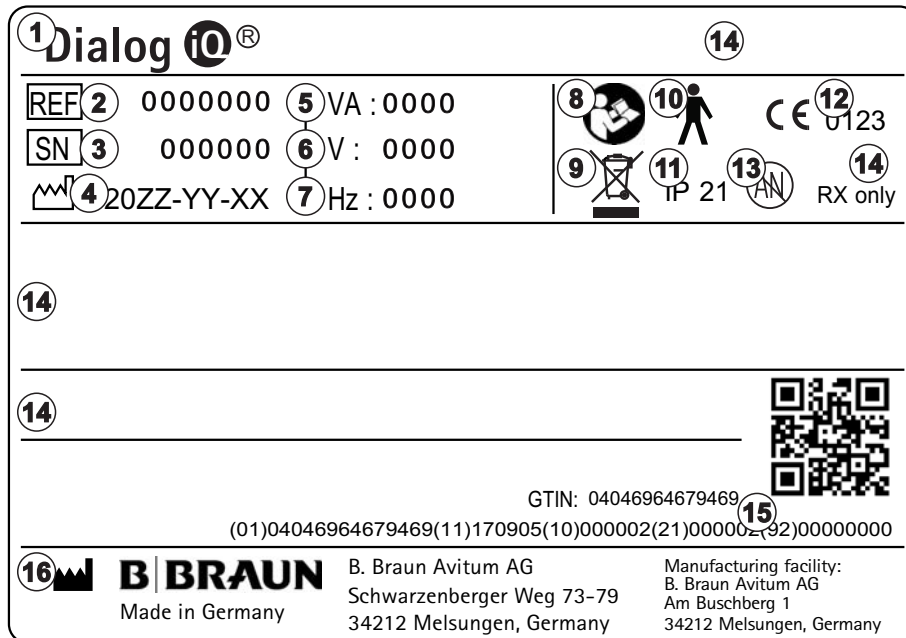 1 Dialog iQ® 14
REF 2 0000000 5 VA : 0000 8 10 CE 12 0123
SN 3 000000 6 V : 0000 9 11 IP 21 13 AN 14 RX only
4 20ZZ-YY-XX 7 Hz : 0000
14
14
GTIN: 04046964679469 15
(01)04046964679469(11)170905(10)000002(21)000002(92)00000000
16 B|BRAUN
Made in Germany
B. Braun Avitum AG
Schwarzenberger Weg 73-79
34212 Melsungen, Germany
Manufacturing facility:
B. Braun Avitum AG
Am Buschberg 1
34212 Melsungen, Germany